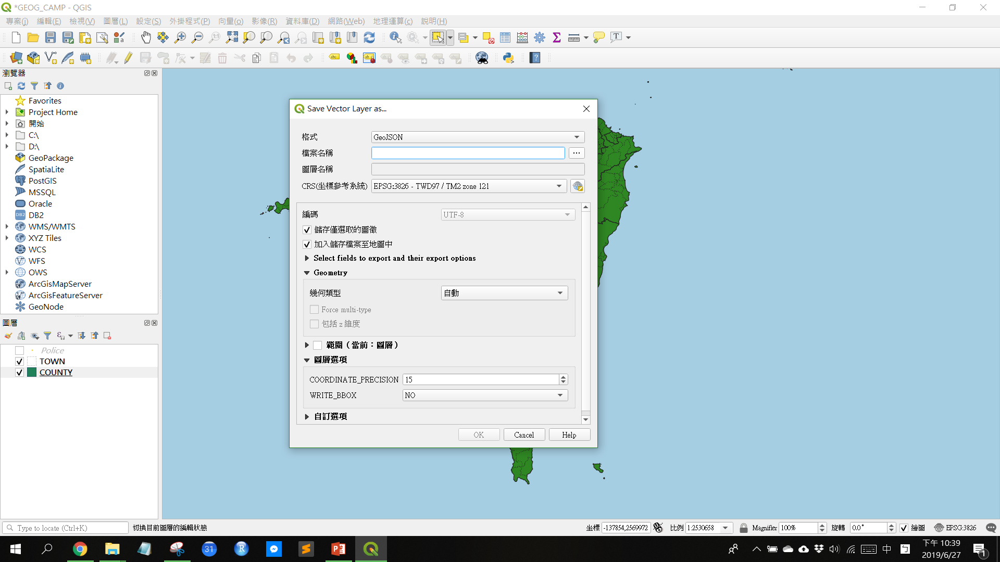 *GEOG_CAMP - QGIS
專案(j) 編輯(E) 檢視(V) 圖層(L) 設定(S) 外掛程式(P) 向量(o) 影像(R) 資料庫(D) 網路(Web) 地理運算(c) 說明(H)
瀏覽器
Favorites
Project Home
開始
C:\
D:\
GeoPackage
SpatiaLite
PostGIS
MSSQL
Oracle
DB2 DB2
WMS/WMTS
XYZ Tiles
WCS
WFS
OWS
ArcGisMapServer
ArcGisFeatureServer
GeoNode
圖層
Police
TOWN
COUNTY
Save Vector Layer as...
格式 GeoJSON
檔案名稱 ...
圖層名稱
CRS(坐標參考系統) EPSG:3826 - TWD97 / TM2 zone 121
編碼 UTF-8
儲存僅選取的圖徵
加入儲存檔案至地圖中
Select fields to export and their export options
Geometry
幾何類型 自動
Force multi-type
包括 z 維度
範圍（當前：圖層）
圖層選項
COORDINATE_PRECISION 15
WRITE_BBOX NO
自訂選項
OK Cancel Help
Type to locate (Ctrl+K) 切換目前圖層的編輯狀態 坐標 -137854,2569972 比例 1:2530658 Magnifier 100% 旋轉 0.0° 繪圖 EPSG:3826
31 R 中 ㄅ 下午 10:39
2019/6/27 1